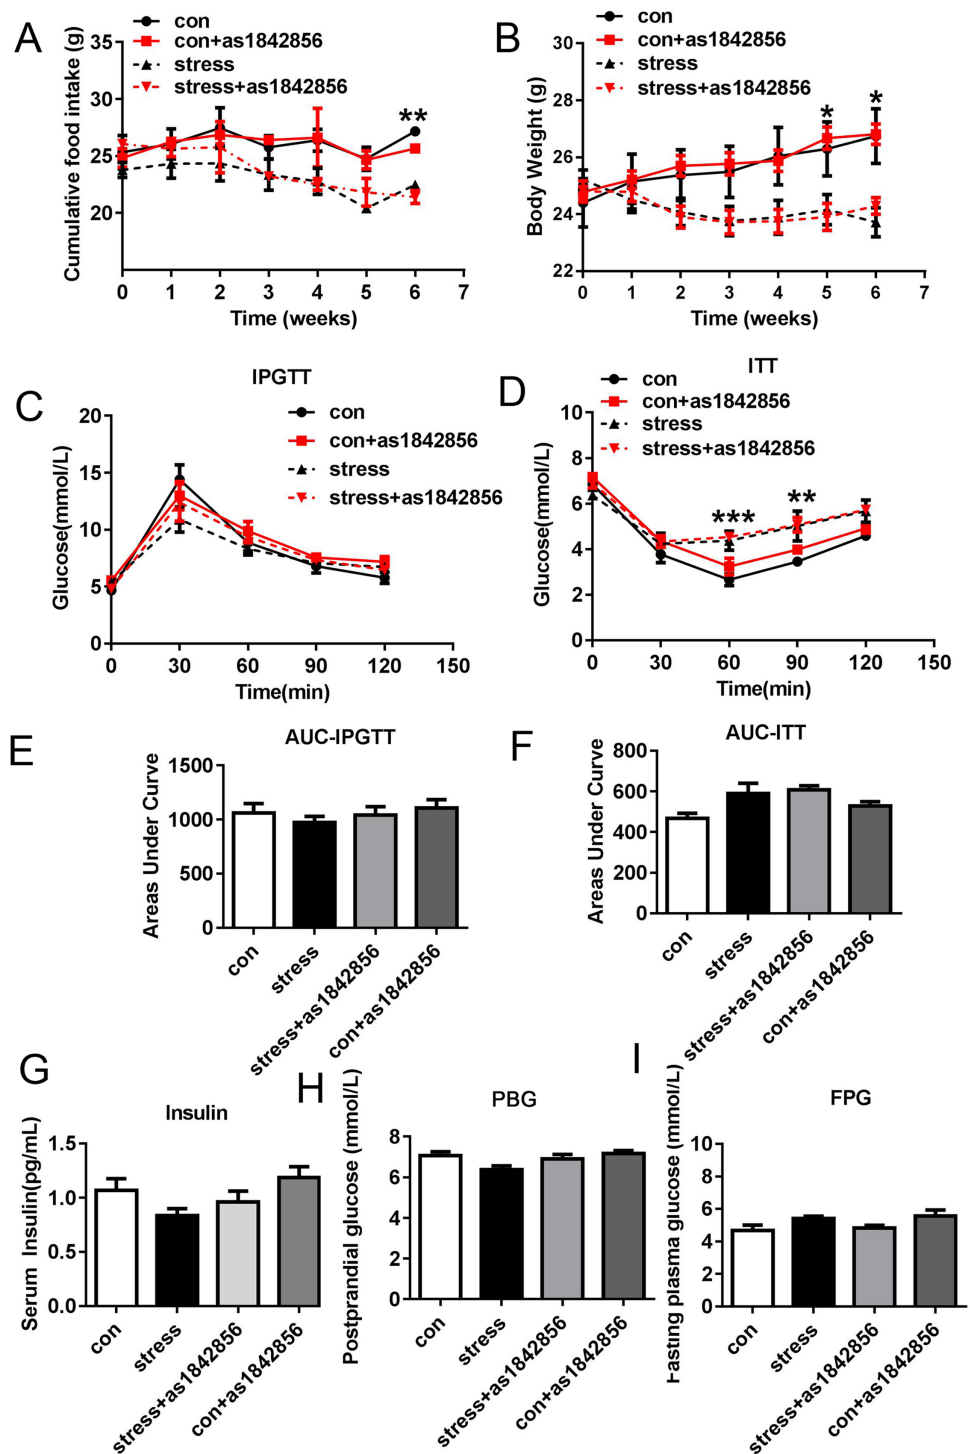 A
con
con+as1842856
stress
stress+as1842856
Cumulative food intake (g)
35
30
25
20
**
0 1 2 3 4 5 6 7
Time (weeks)
B
con
con+as1842856
stress
stress+as1842856
Body Weight (g)
30
28
26
24
22
*
*
0 1 2 3 4 5 6 7
Time (weeks)
C
IPGTT
con
con+as1842856
stress
stress+as1842856
Glucose(mmol/L)
20
15
10
5
0
0 30 60 90 120 150
Time(min)
D
ITT
con
con+as1842856
stress
stress+as1842856
Glucose(mmol/L)
10
8
6
4
2
0
***
**
0 30 60 90 120 150
Time(min)
E
AUC-IPGTT
Areas Under Curve
1500
1000
500
0
con
stress
stress+as1842856
con+as1842856
F
AUC-ITT
Areas Under Curve
800
600
400
200
0
con
stress
stress+as1842856
con+as1842856
G
Insulin
Serum Insulin(pg/mL)
1.5
1.0
0.5
0.0
con
stress
stress+as1842856
con+as1842856
H
PBG
Postprandial glucose (mmol/L)
8
6
4
2
0
con
stress
stress+as1842856
con+as1842856
I
FPG
Fasting plasma glucose (mmol/L)
10
8
6
4
2
0
con
stress
stress+as1842856
con+as1842856